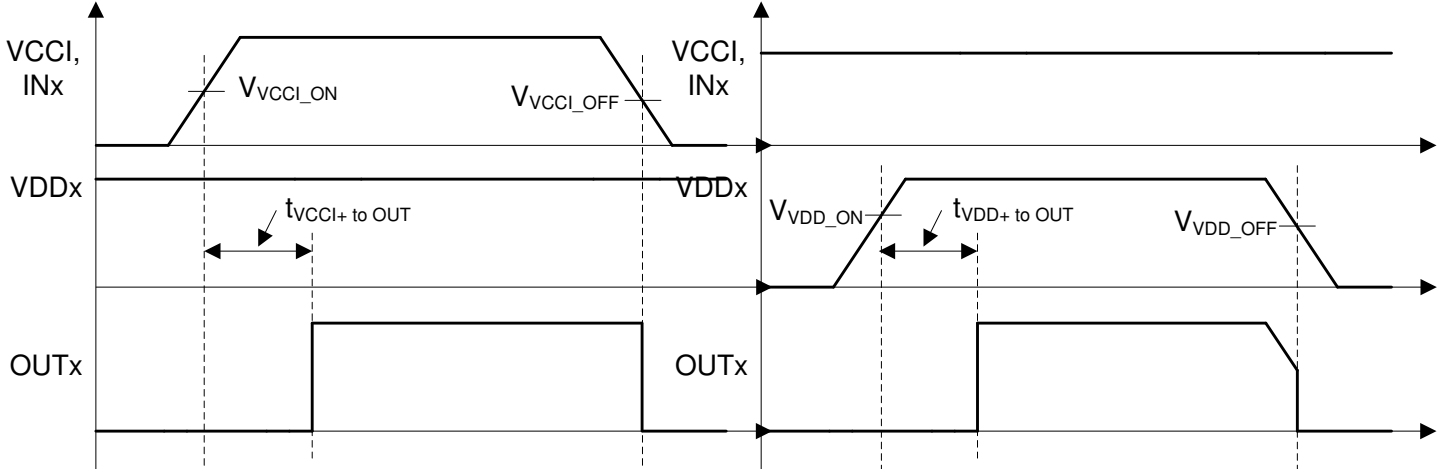 VCCI,
INx
VVCCI_ON
VVCCI_OFF
VDDx
tVCCI+ to OUT
OUTx
VCCI,
INx
VDDx
VVDD_ON
tVDD+ to OUT
VVDD_OFF
OUTx